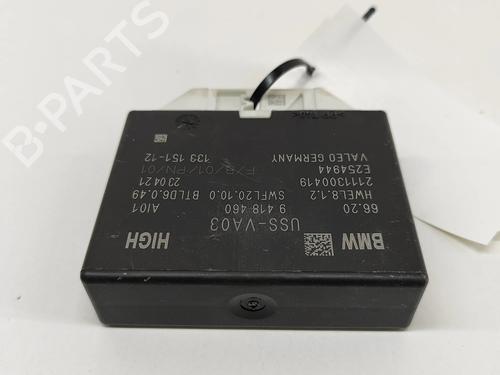 BMW
HIGH
USS-VA03
66.20
9 418 460
AI01
HWEL8.1.2
SWFL20.10.0
BTLD6.0.49
2111300419
230421
E254944
F/B/01/PN/01
VALEO GERMANY
139 151-12
B-PARTS